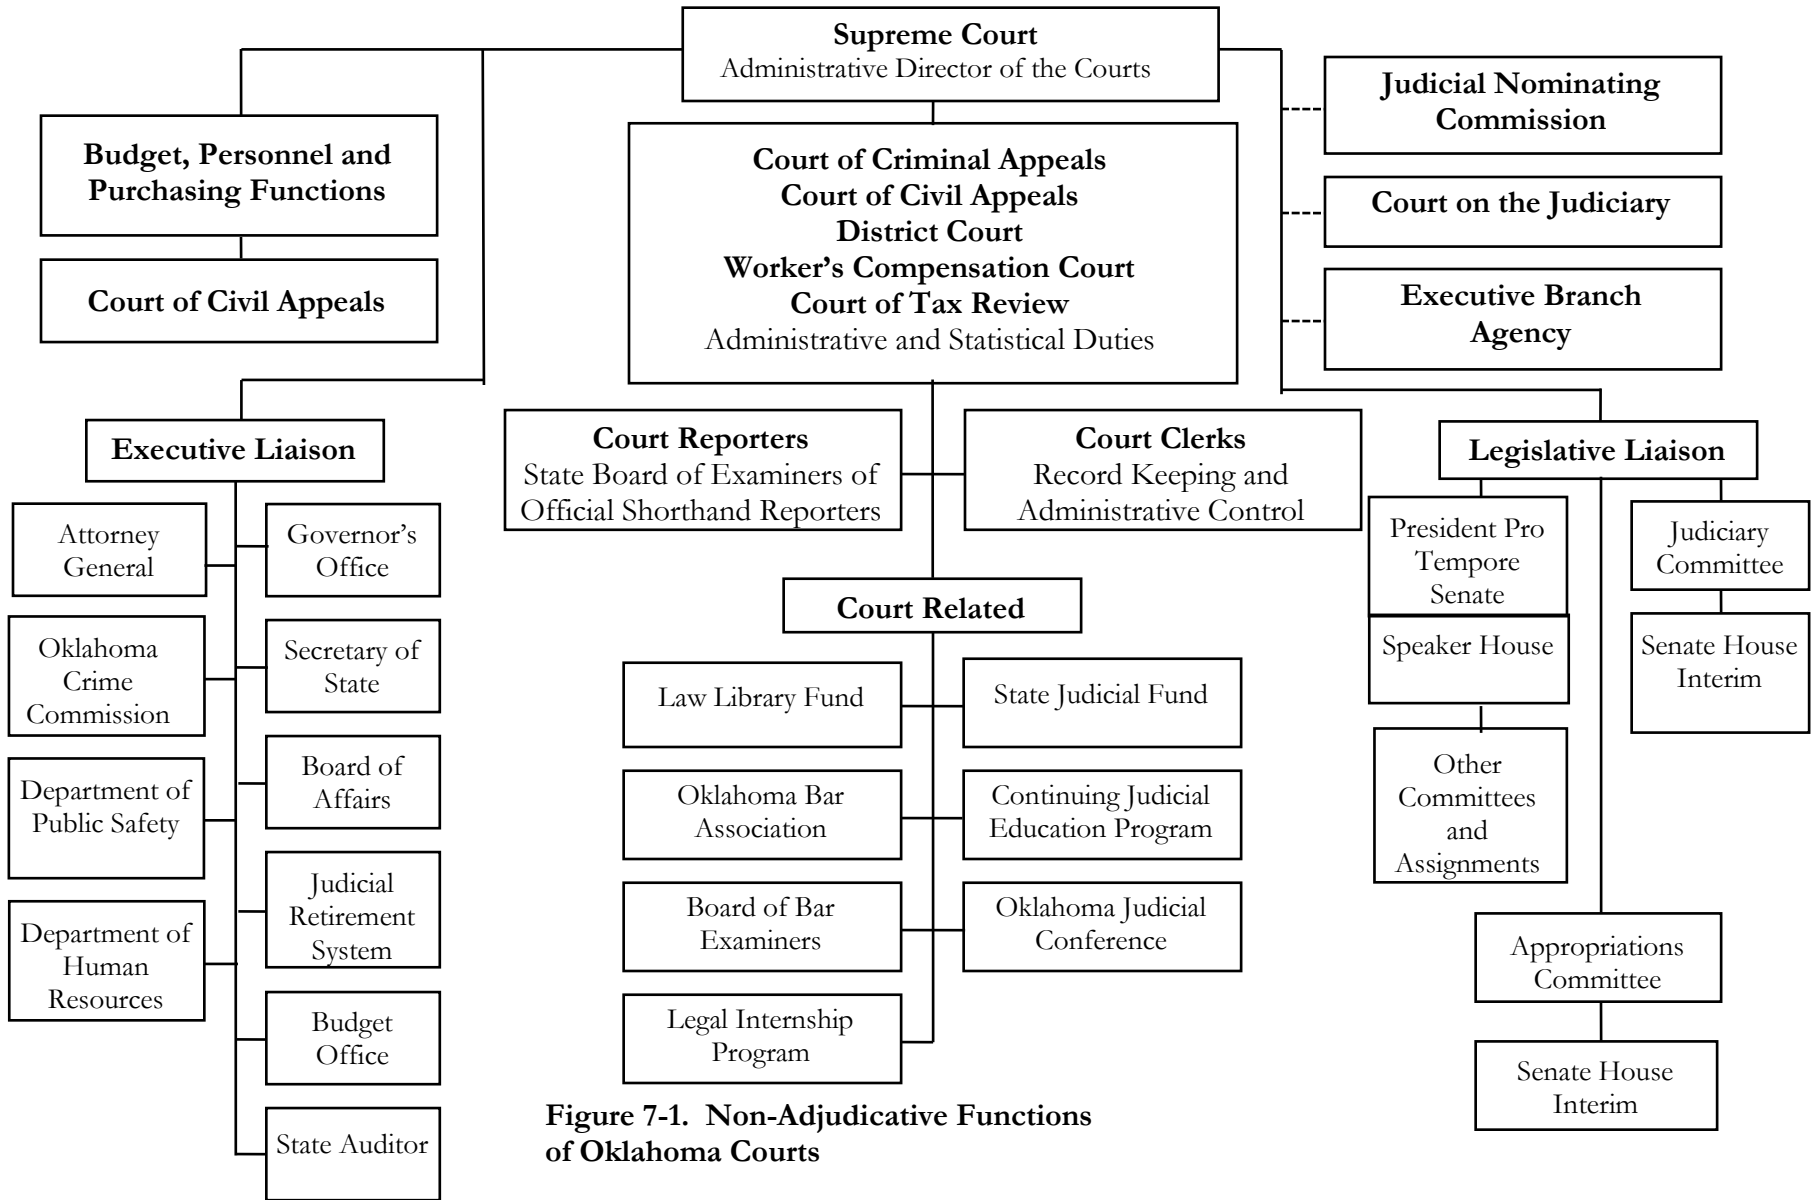 Supreme Court
Administrative Director of the Courts
Budget, Personnel and
Purchasing Functions
Court of Civil Appeals
Court of Criminal Appeals
Court of Civil Appeals
District Court
Worker’s Compensation Court
Court of Tax Review
Administrative and Statistical Duties
Judicial Nominating
Commission
Court on the Judiciary
Executive Branch
Agency
Executive Liaison
Attorney
General
Governor’s
Office
Oklahoma
Crime
Commission
Secretary of
State
Department of
Public Safety
Board of
Affairs
Department of
Human
Resources
Judicial
Retirement
System
Budget
Office
State Auditor
Court Reporters
State Board of Examiners of
Official Shorthand Reporters
Court Clerks
Record Keeping and
Administrative Control
Court Related
Law Library Fund
State Judicial Fund
Oklahoma Bar
Association
Continuing Judicial
Education Program
Board of Bar
Examiners
Oklahoma Judicial
Conference
Legal Internship
Program
Legislative Liaison
President Pro
Tempore
Senate
Speaker House
Other
Committees
and
Assignments
Judiciary
Committee
Senate House
Interim
Appropriations
Committee
Senate House
Interim
Figure 7-1. Non-Adjudicative Functions
of Oklahoma Courts